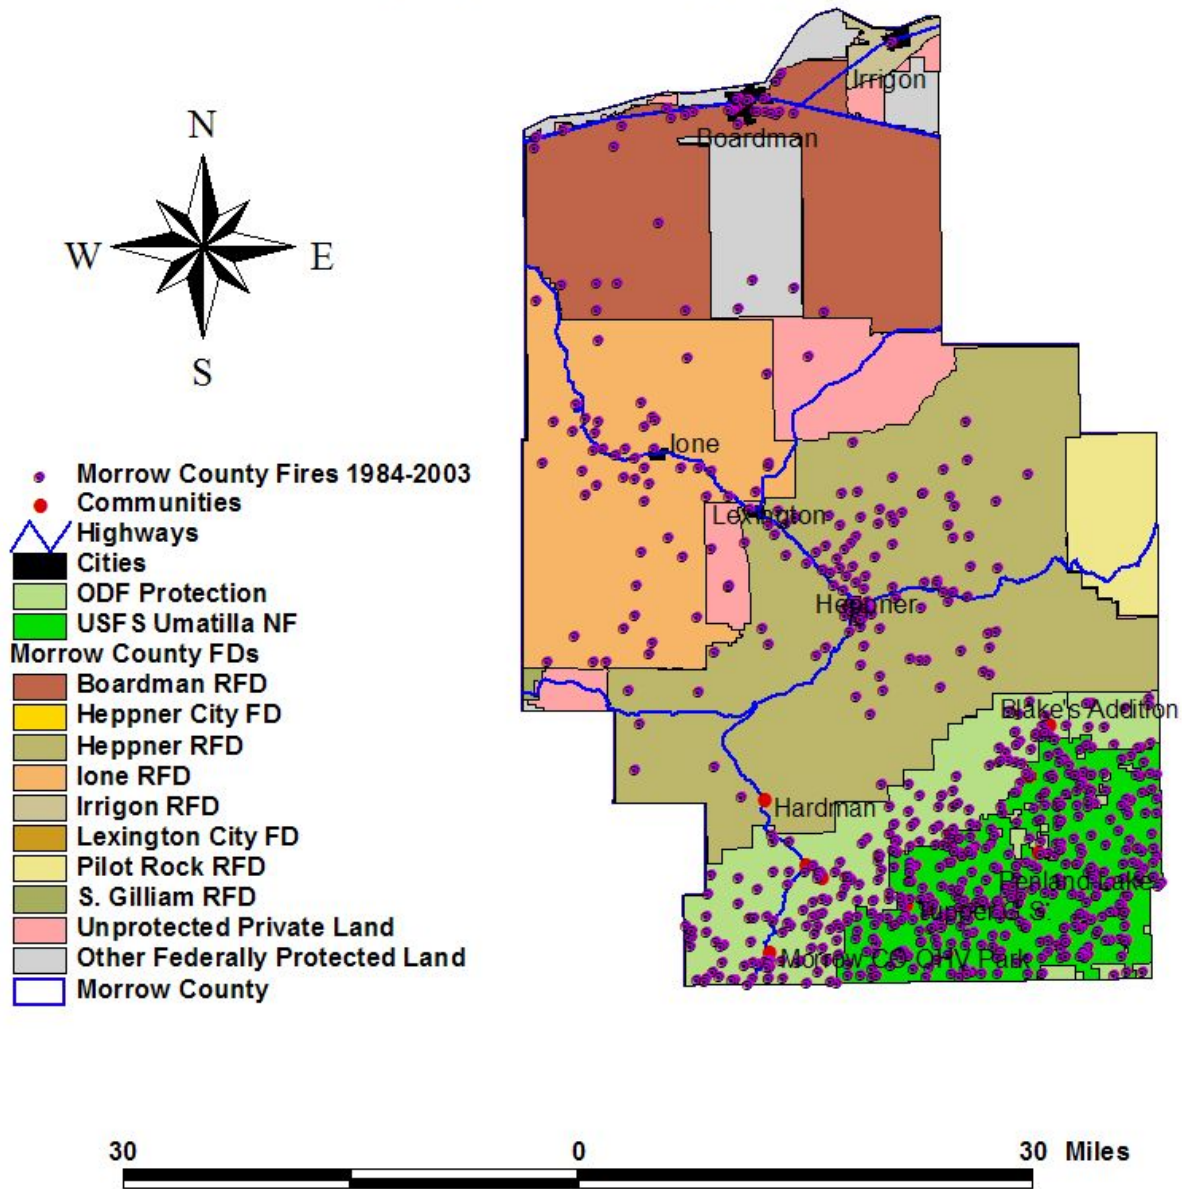 N
W
E
S
Irrigon
Boardman
Ione
Lexington
Heppner
Blake's Addition
Hardman
Penland Lake
Tupper G.S
Morrow CO OHV Park
Morrow County Fires 1984-2003
Communities
Highways
Cities
ODF Protection
USFS Umatilla NF
Morrow County FDs
Boardman RFD
Heppner City FD
Heppner RFD
Ione RFD
Irrigon RFD
Lexington City FD
Pilot Rock RFD
S. Gilliam RFD
Unprotected Private Land
Other Federally Protected Land
Morrow County
30 0 30 Miles